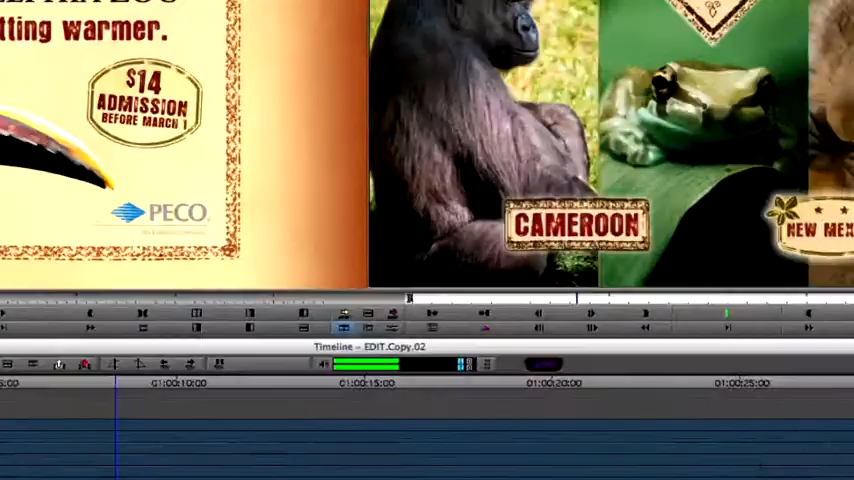 tting warmer.
$14
ADMISSION
BEFORE MARCH 1
PECO
CAMEROON
NEW MEX
Timeline – EDIT.Copy.02
01:00:10:00
01:00:15:00
01:00:20:00
01:00:25:00